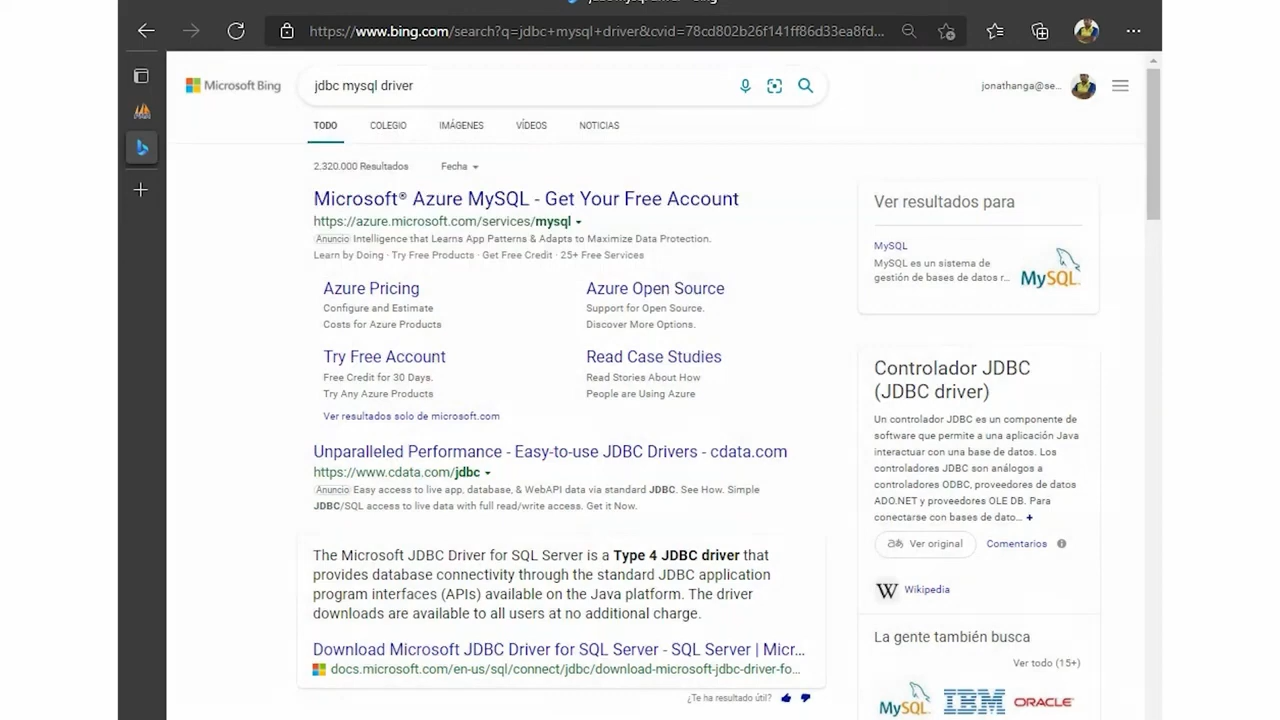 https://www.bing.com/search?q=jdbc+mysql+driver&cvid=78cd802b26f141ff86d33ea8fd...
Microsoft Bing
jdbc mysql driver
jonathanga@se...
TODO
COLEGIO
IMÁGENES
VÍDEOS
NOTICIAS
2.320.000 Resultados
Fecha
Microsoft® Azure MySQL - Get Your Free Account
https://azure.microsoft.com/services/mysql
Anuncio Intelligence that Learns App Patterns & Adapts to Maximize Data Protection.
Learn by Doing · Try Free Products · Get Free Credit · 25+ Free Services
Azure Pricing
Configure and Estimate
Costs for Azure Products
Azure Open Source
Support for Open Source.
Discover More Options.
Try Free Account
Free Credit for 30 Days.
Try Any Azure Products
Read Case Studies
Read Stories About How
People are Using Azure
Ver resultados solo de microsoft.com
Unparalleled Performance - Easy-to-use JDBC Drivers - cdata.com
https://www.cdata.com/jdbc
Anuncio Easy access to live app, database, & WebAPI data via standard JDBC. See How. Simple
JDBC/SQL access to live data with full read/write access. Get it Now.
The Microsoft JDBC Driver for SQL Server is a Type 4 JDBC driver that
provides database connectivity through the standard JDBC application
program interfaces (APIs) available on the Java platform. The driver
downloads are available to all users at no additional charge.
Download Microsoft JDBC Driver for SQL Server - SQL Server | Micr...
docs.microsoft.com/en-us/sql/connect/jdbc/download-microsoft-jdbc-driver-fo...
¿Te ha resultado útil?
Ver resultados para
MySQL
MySQL es un sistema de
gestión de bases de datos r...
MySQL
Controlador JDBC
(JDBC driver)
Un controlador JDBC es un componente de
software que permite a una aplicación Java
interactuar con una base de datos. Los
controladores JDBC son análogos a
controladores ODBC, proveedores de datos
ADO.NET y proveedores OLE DB. Para
conectarse con bases de dato… +
Ver original
Comentarios
W Wikipedia
La gente también busca
Ver todo (15+)
MySQL
IBM
ORACLE